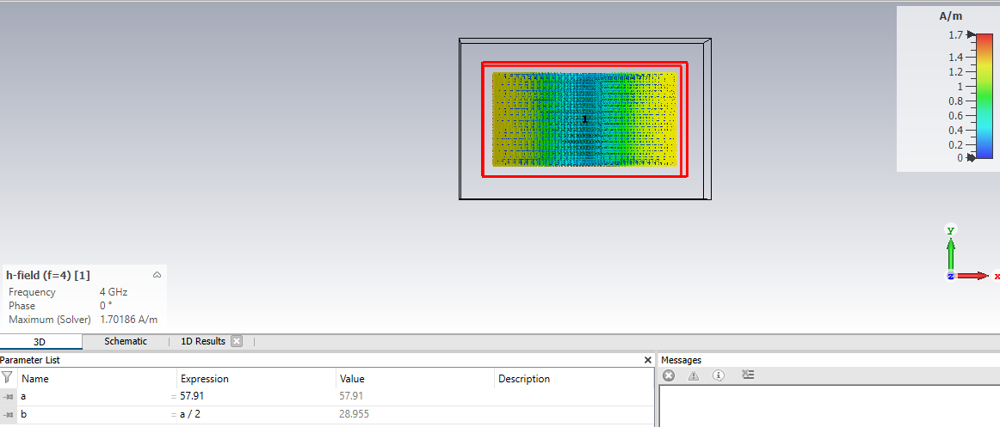 A/m
1.7
1.4
1.2
1
0.8
0.6
0.4
0.2
0
1
y
z x
h-field (f=4) [1]
Frequency 4 GHz
Phase 0 °
Maximum (Solver) 1.70186 A/m
3D Schematic 1D Results
Parameter List
Name Expression Value Description
a = 57.91 57.91
b = a / 2 28.955
Messages